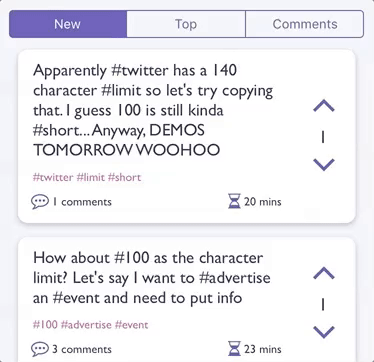 New Top Comments
Apparently #twitter has a 140
character #limit so let's try copying
that. I guess 100 is still kinda
#short... Anyway, DEMOS
TOMORROW WOOHOO
1
#twitter #limit #short
1 comments 20 mins
How about #100 as the character
limit? Let's say I want to #advertise
an #event and need to put info
1
#100 #advertise #event
3 comments 23 mins